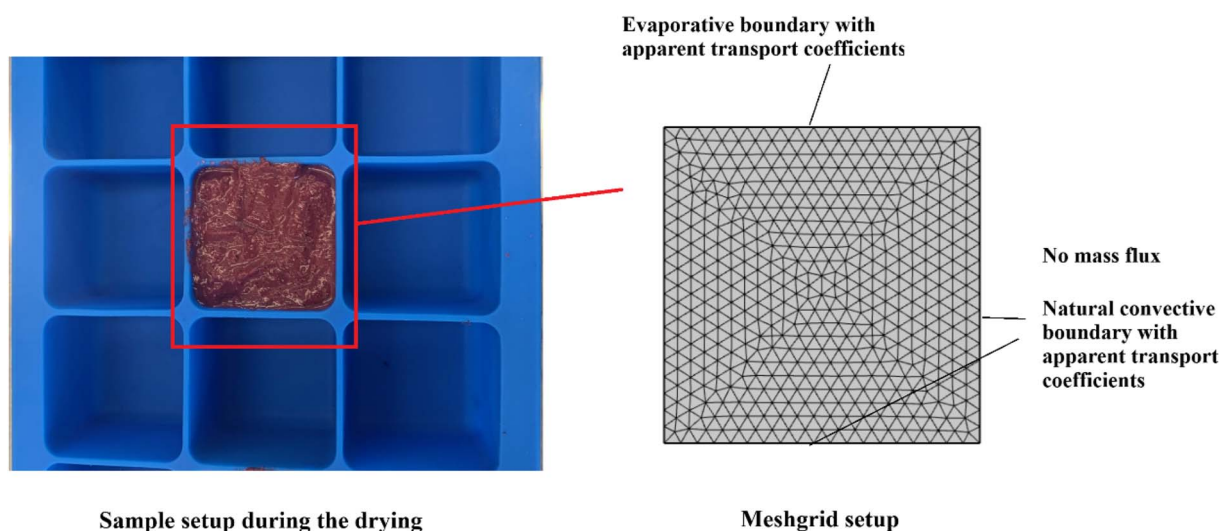 Evaporative boundary with
apparent transport coefficients
No mass flux
Natural convective
boundary with
apparent transport
coefficients
Sample setup during the drying
Meshgrid setup